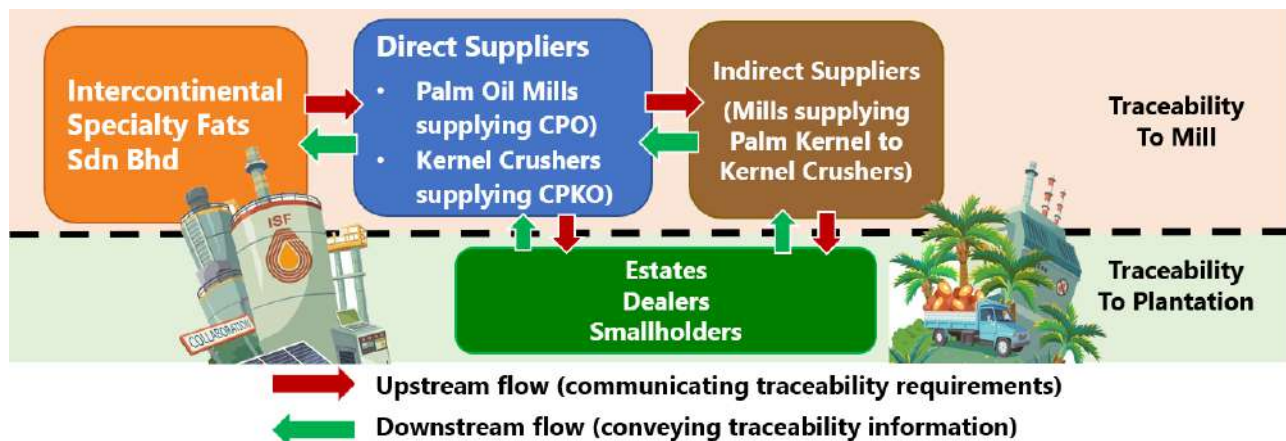 Intercontinental
Specialty Fats
Sdn Bhd
Direct Suppliers
• Palm Oil Mills
supplying CPO)
• Kernel Crushers
supplying CPKO)
Indirect Suppliers
(Mills supplying
Palm Kernel to
Kernel Crushers)
Traceability
To Mill
ISF
COLLABORATION
Estates
Dealers
Smallholders
Traceability
To Plantation
Upstream flow (communicating traceability requirements)
Downstream flow (conveying traceability information)